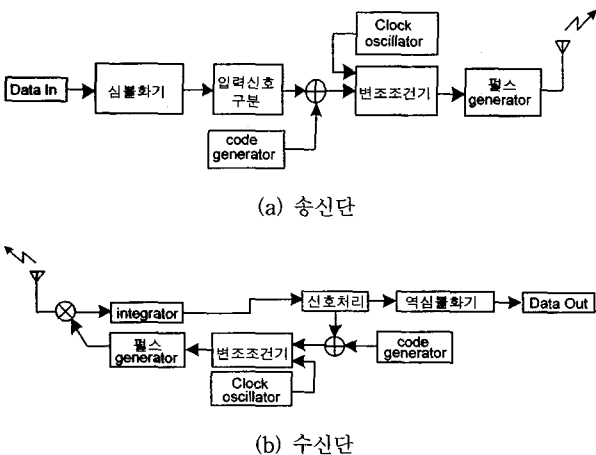 Clock
oscillator
Data In
심볼화기
입력신호
구분
변조조건기
펄스
generator
code
generator
(a) 송신단
integrator
신호처리
역심볼화기
Data Out
펄스
generator
변조조건기
code
generator
Clock
oscillator
(b) 수신단